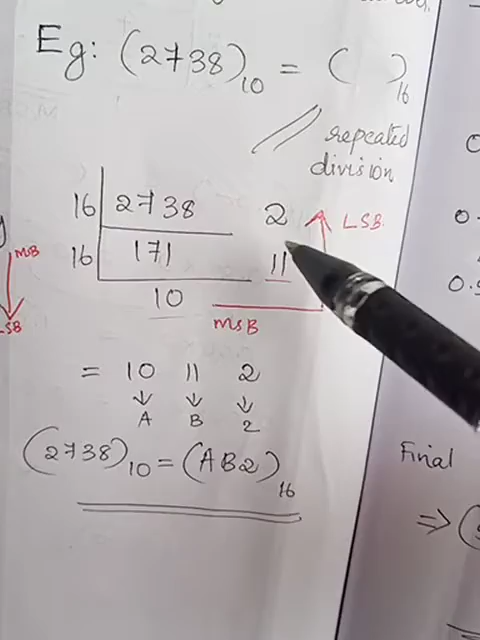 Eg: (2738)₁₀ = ( )₁₆
repeated
division
16 2738 2 LSB
16 171 11
10
MSB
MSB
LSB
= 10 11 2
↓ ↓ ↓
A B 2
(2738)₁₀ = (AB2)₁₆
Final
⇒